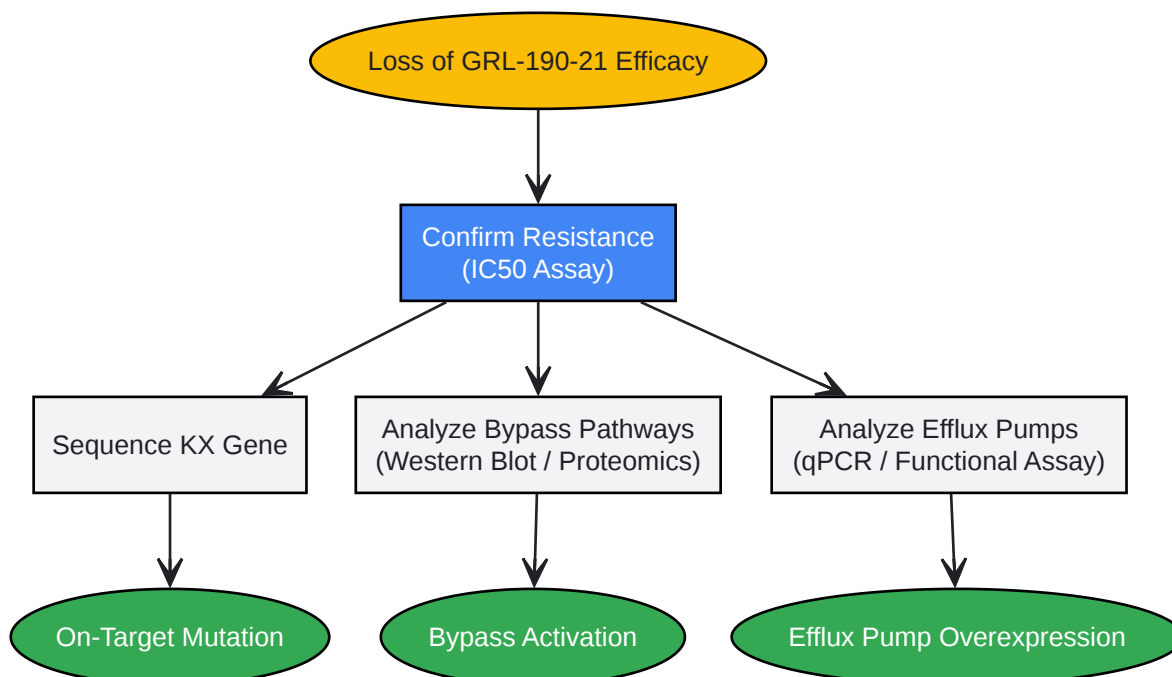 Loss of GRL-190-21 Efficacy
Confirm Resistance
(IC50 Assay)
Sequence KX Gene
Analyze Bypass Pathways
(Western Blot / Proteomics)
Analyze Efflux Pumps
(qPCR / Functional Assay)
On-Target Mutation
Bypass Activation
Efflux Pump Overexpression